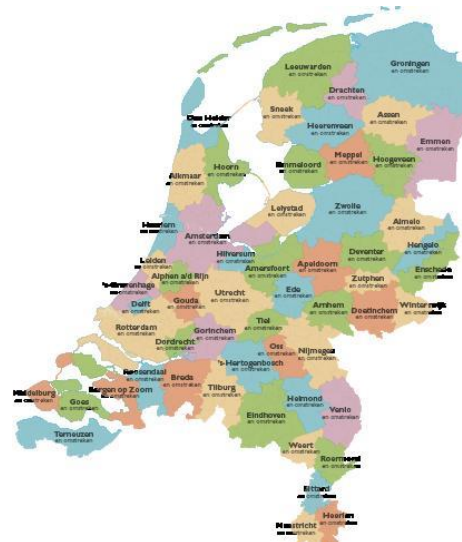 Groningen
en omstreken
Leeuwarden
en omstreken
Drachten
en omstreken
Sneek
en omstreken
Assen
en omstreken
Den Helder
en omstreken
Heerenveen
en omstreken
Emmen
en omstreken
Hoorn
en omstreken
Emmeloord
en omstreken
Meppel
en omstreken
Hoogeveen
en omstreken
Alkmaar
en omstreken
Lelystad
en omstreken
Zwolle
en omstreken
Almelo
en omstreken
Haarlem
en omstreken
Amsterdam
en omstreken
Hilversum
en omstreken
Hengelo
en omstreken
Leiden
en omstreken
Amersfoort
en omstreken
Apeldoorn
en omstreken
Deventer
en omstreken
Enschede
en omstreken
Alphen a/d Rijn
en omstreken
's-Gravenhage
en omstreken
Zutphen
en omstreken
Utrecht
en omstreken
Ede
en omstreken
Delft
en omstreken
Gouda
en omstreken
Arnhem
en omstreken
Doetinchem
en omstreken
Winterswijk
en omstreken
Rotterdam
en omstreken
Tiel
en omstreken
Gorinchem
en omstreken
Dordrecht
en omstreken
Oss
en omstreken
Nijmegen
en omstreken
's-Hertogenbosch
en omstreken
Roosendaal
en omstreken
Breda
en omstreken
Middelburg
en omstreken
Bergen op Zoom
en omstreken
Tilburg
en omstreken
Goes
en omstreken
Helmond
en omstreken
Eindhoven
en omstreken
Venlo
en omstreken
Terneuzen
en omstreken
Weert
en omstreken
Roermond
en omstreken
Sittard
en omstreken
Maastricht
en omstreken
Heerlen
en omstreken